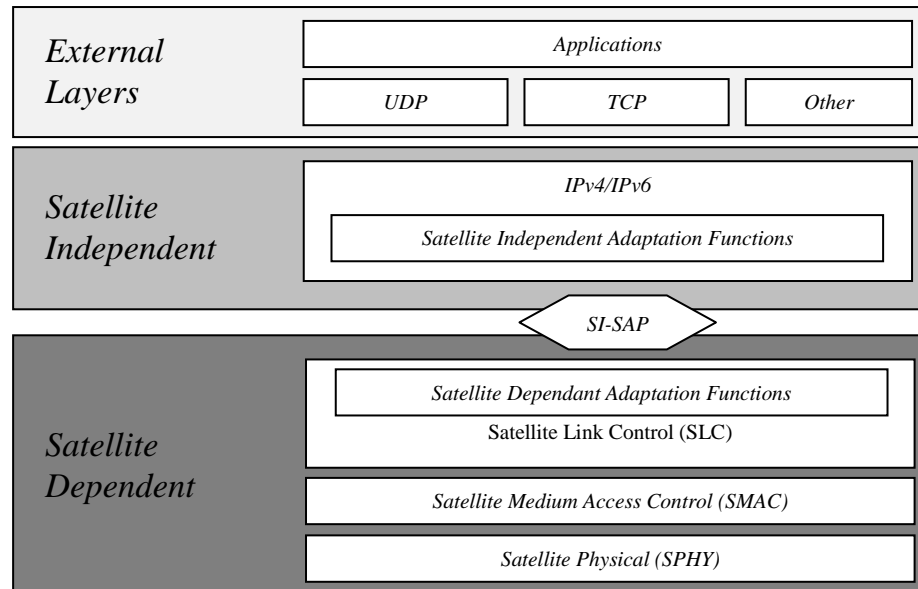 External
Layers
Applications
UDP
TCP
Other
Satellite
Independent
IPv4/IPv6
Satellite Independent Adaptation Functions
SI-SAP
Satellite
Dependent
Satellite Dependant Adaptation Functions
Satellite Link Control (SLC)
Satellite Medium Access Control (SMAC)
Satellite Physical (SPHY)